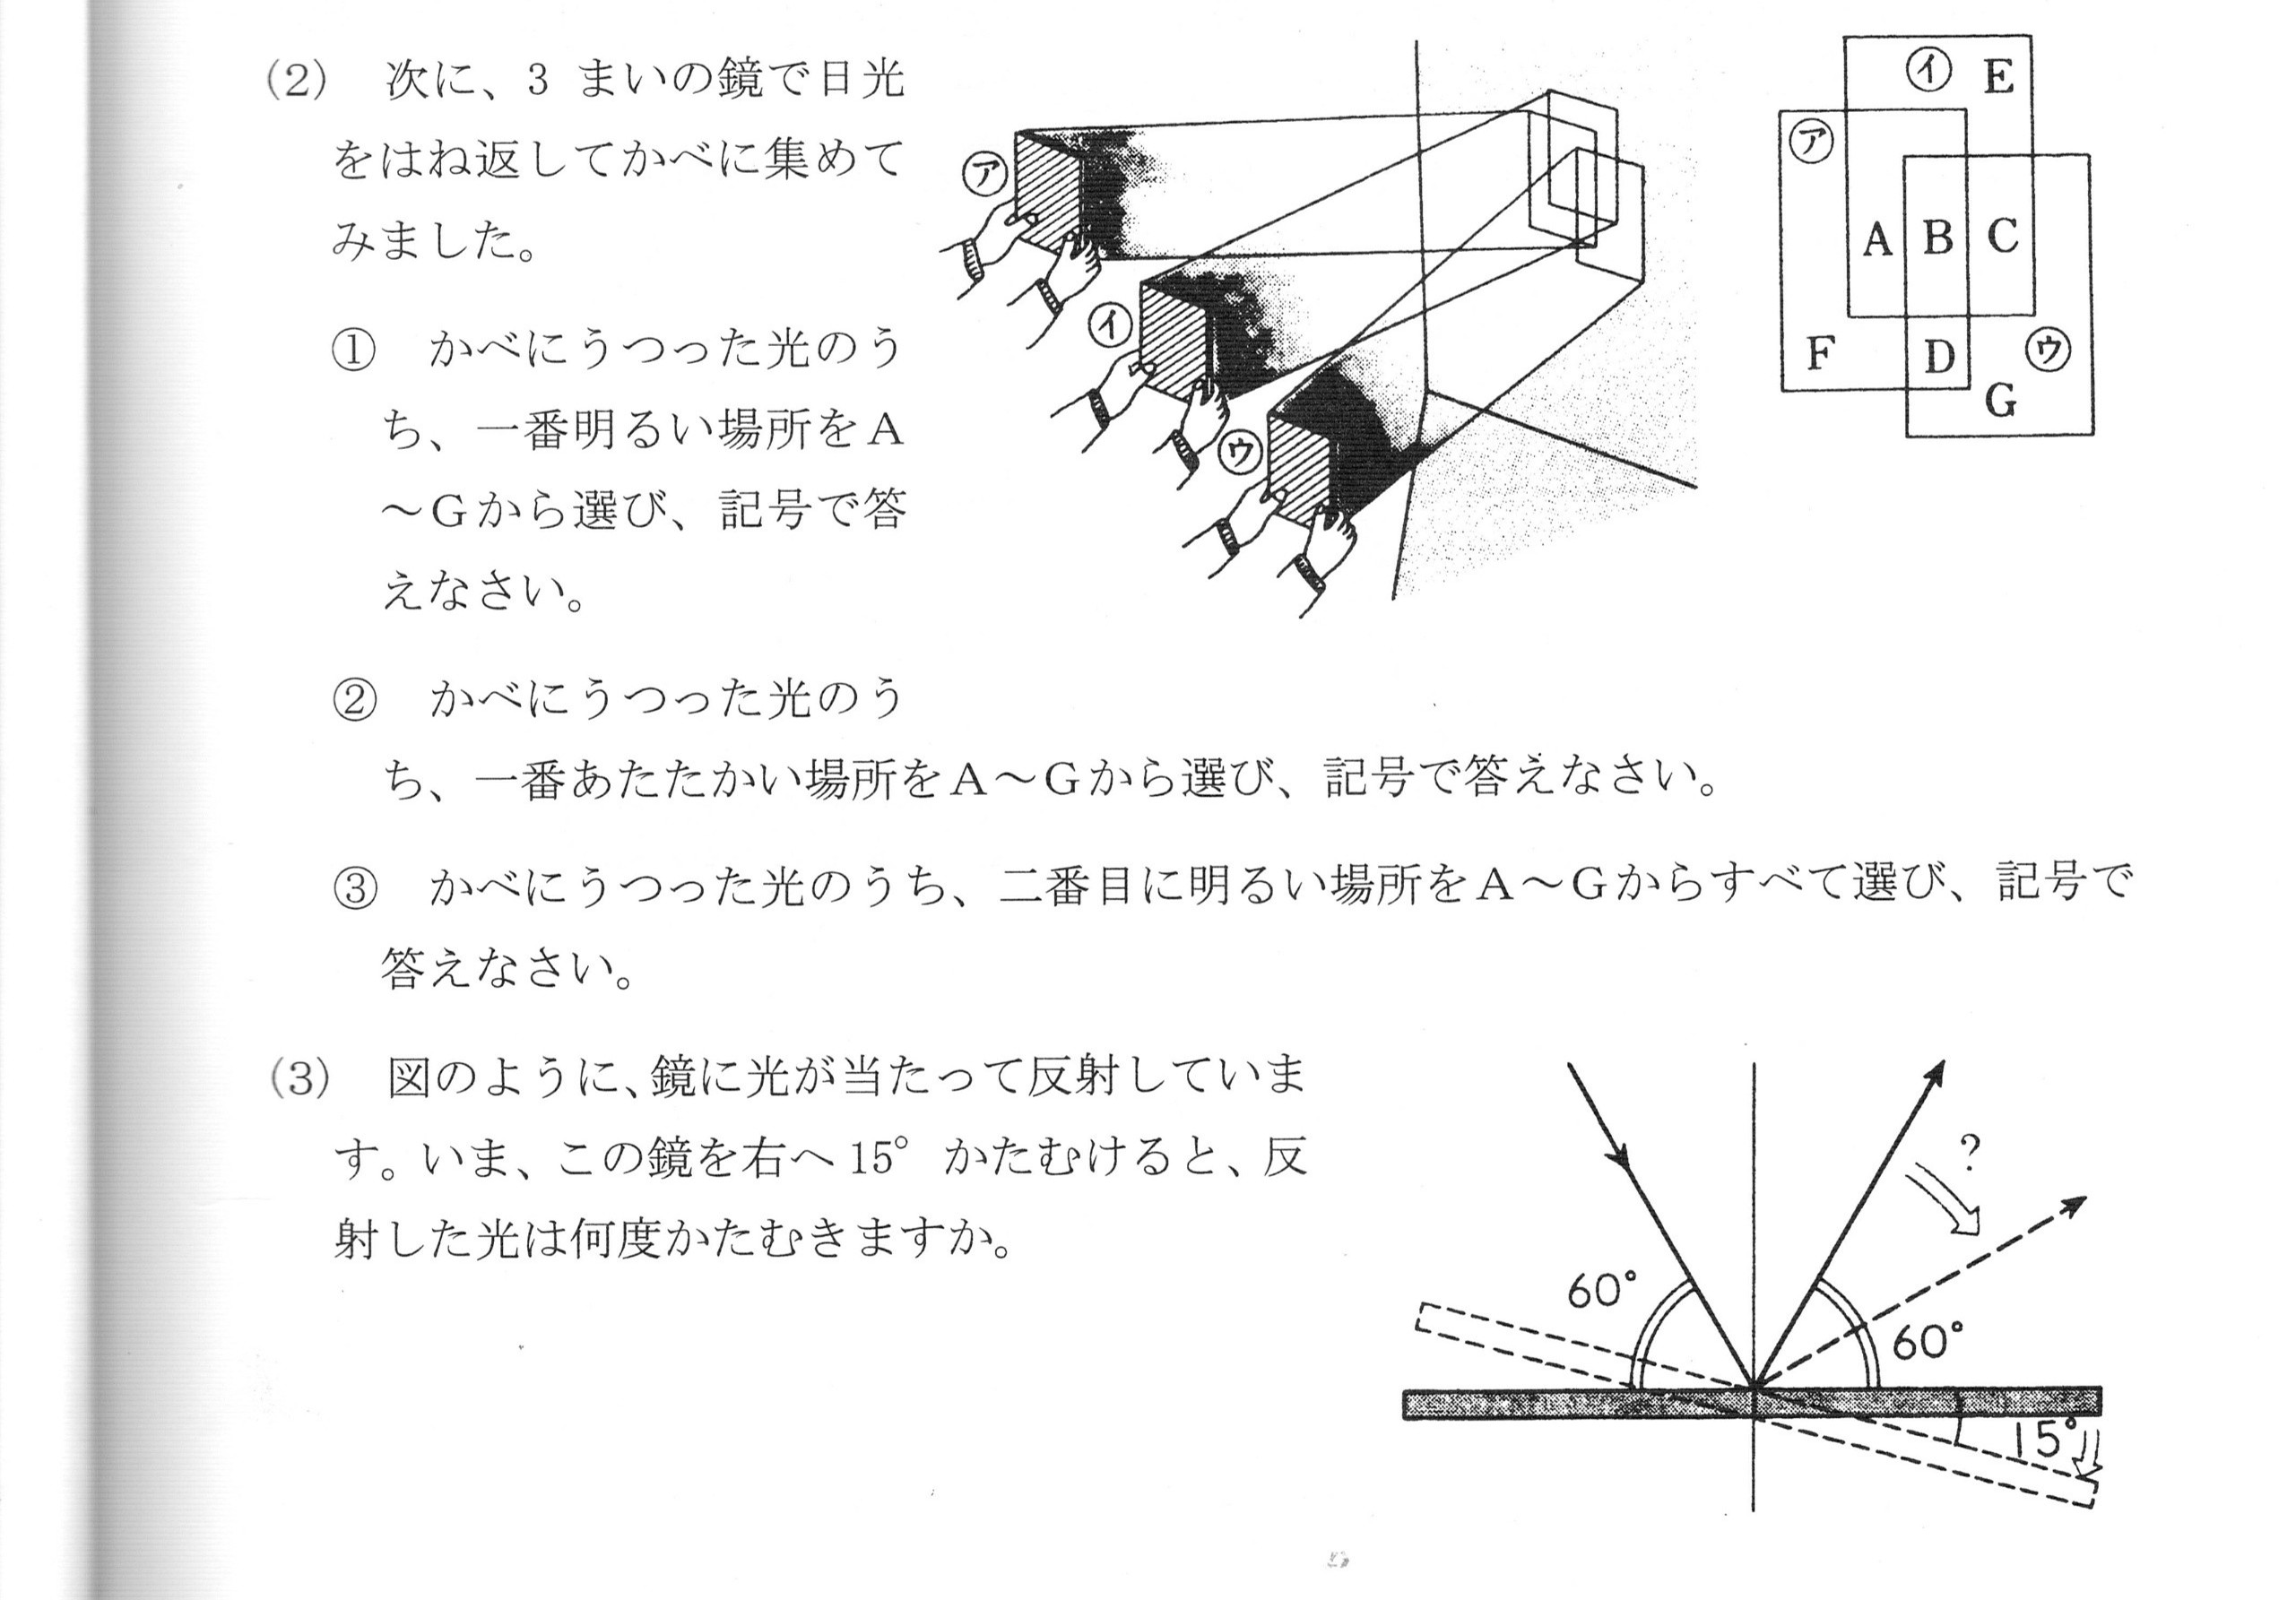 (2)　次に、3 まいの鏡で日光
をはね返してかべに集めて
みました。
①　かべにうつった光のう
ち、一番明るい場所をA
～Gから選び、記号で答
えなさい。
②　かべにうつった光のう
ち、一番あたたかい場所をA～Gから選び、記号で答えなさい。
③　かべにうつった光のうち、二番目に明るい場所をA～Gからすべて選び、記号で
答えなさい。
㋐
㋑
㋒
㋑ E
㋐
A B C
F D ㋒
G
(3)　図のように、鏡に光が当たって反射していま
す。いま、この鏡を右へ 15° かたむけると、反
射した光は何度かたむきますか。
?
60°
60°
15°